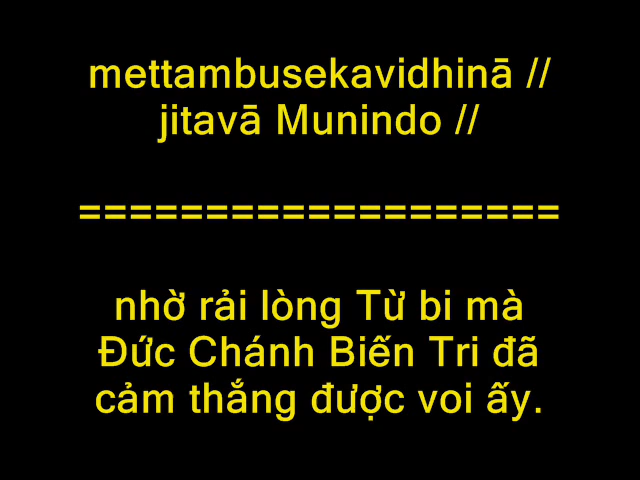 mettambusekavidhinā //
jitavā Munindo //
===================
nhờ rải lòng Từ bi mà
Đức Chánh Biến Tri đã
cảm thắng được voi ấy.